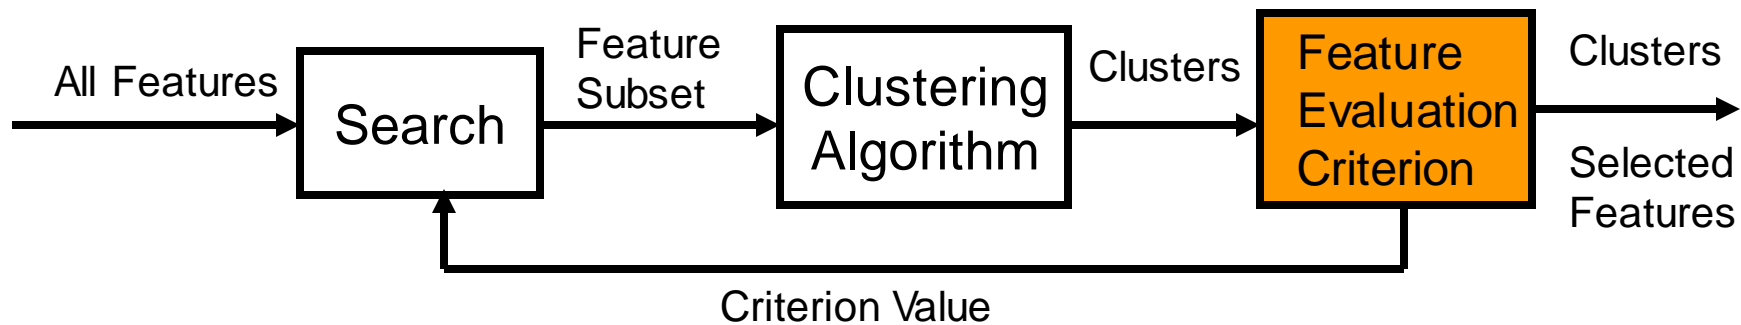 All Features
Search
Feature
Subset
Clustering
Algorithm
Clusters
Feature
Evaluation
Criterion
Clusters
Selected
Features
Criterion Value